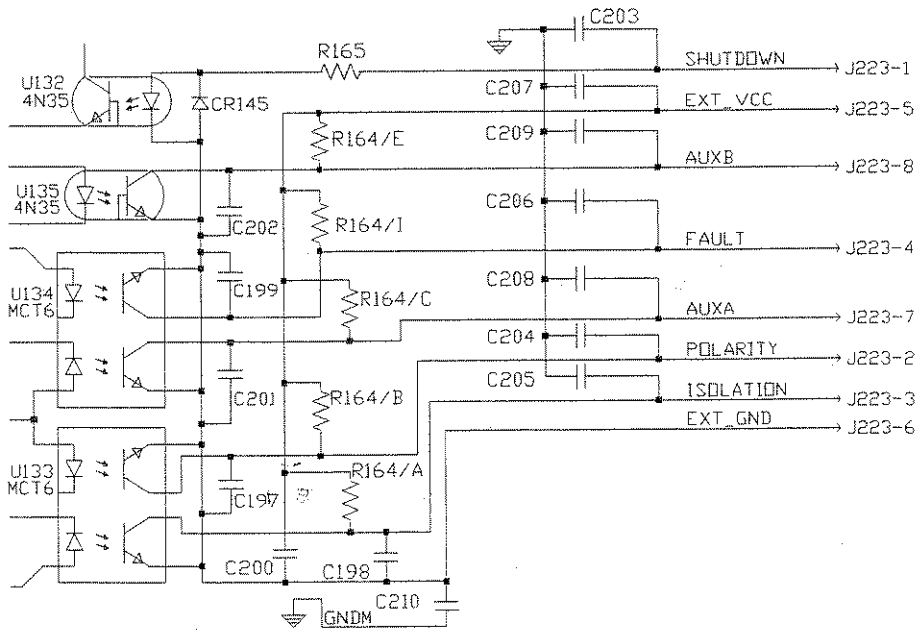 C203
R165
SHUTDOWN
J223-1
U132
4N35
CR145
C207
EXT_VCC
J223-5
R164/E
C209
AUXB
J223-8
U135
4N35
C202
R164/I
C206
FAULT
J223-4
U134
MCT6
C199
R164/C
C208
AUXA
J223-7
C204
POLARITY
J223-2
C201
R164/B
C205
ISOLATION
J223-3
EXT_GND
J223-6
U133
MCT6
C197
R164/A
C200
C198
C210
GNDM